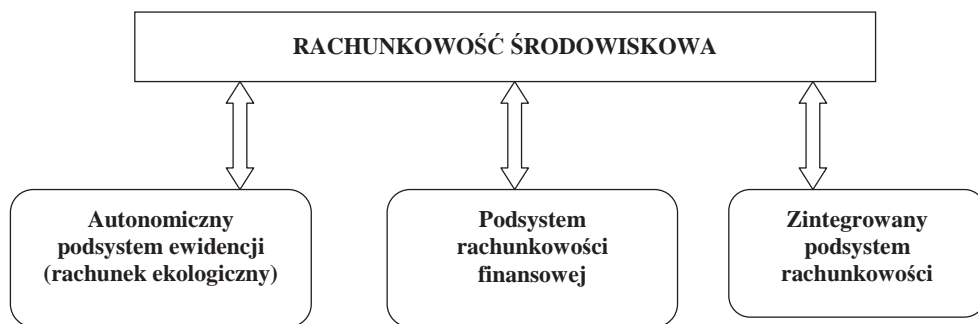 RACHUNKOWOŚĆ ŚRODOWISKOWA
Autonomiczny
podsystem ewidencji
(rachunek ekologiczny)
Podsystem
rachunkowości
finansowej
Zintegrowany
podsystem
rachunkowości